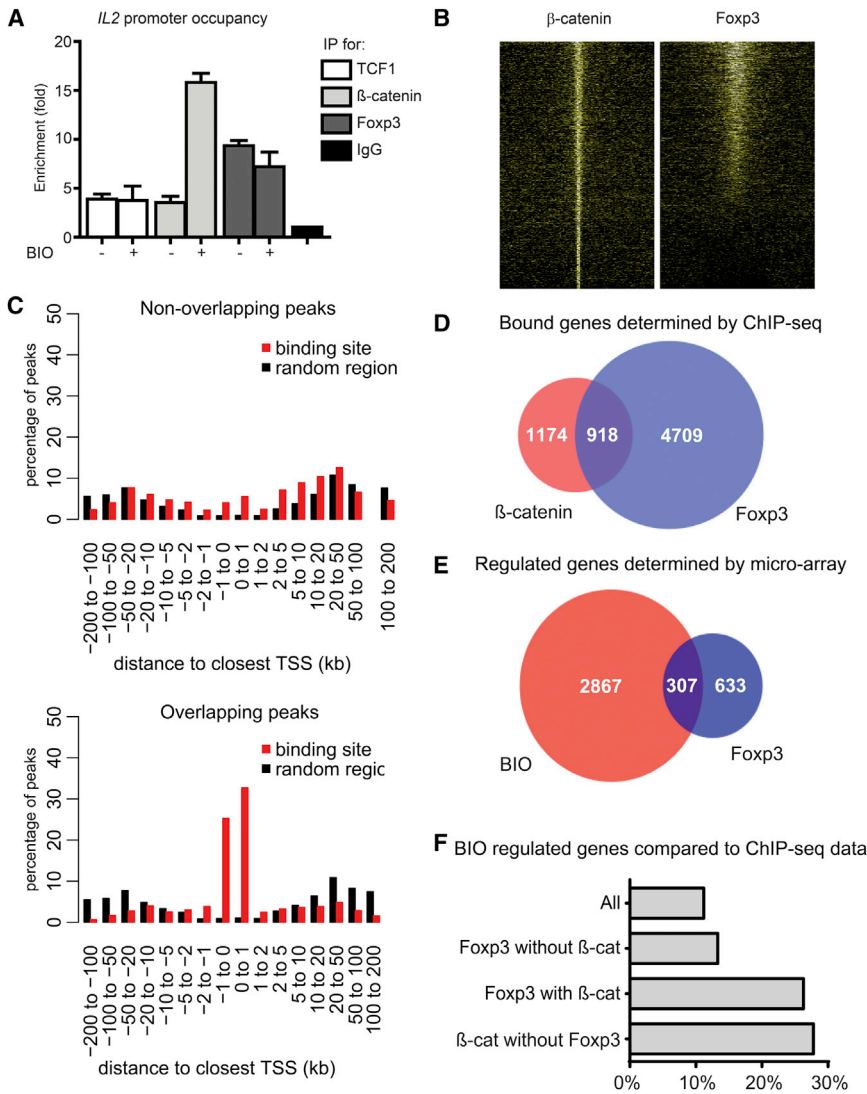 A
IL2 promoter occupancy
Enrichment (fold)
20
15
10
5
0
BIO
- + - + - +
IP for:
TCF1
ß-catenin
Foxp3
IgG
B
β-catenin
Foxp3
C
Non-overlapping peaks
binding site
random region
percentage of peaks
0 10 20 30 40 50
−200 to −100
−100 to −50
−50 to −20
−20 to −10
−10 to −5
−5 to −2
−2 to −1
−1 to 0
0 to 1
1 to 2
2 to 5
5 to 10
10 to 20
20 to 50
50 to 100
100 to 200
distance to closest TSS (kb)
Overlapping peaks
binding site
random regic
percentage of peaks
0 10 20 30 40 50
−200 to −100
−100 to −50
−50 to −20
−20 to −10
−10 to −5
−5 to −2
−2 to −1
−1 to 0
0 to 1
1 to 2
2 to 5
5 to 10
10 to 20
20 to 50
50 to 100
100 to 200
distance to closest TSS (kb)
D
Bound genes determined by ChIP-seq
1174 918 4709
ß-catenin
Foxp3
E
Regulated genes determined by micro-array
2867 307 633
BIO
Foxp3
F
BIO regulated genes compared to ChIP-seq data
All
Foxp3 without ß-cat
Foxp3 with ß-cat
ß-cat without Foxp3
0% 10% 20% 30%